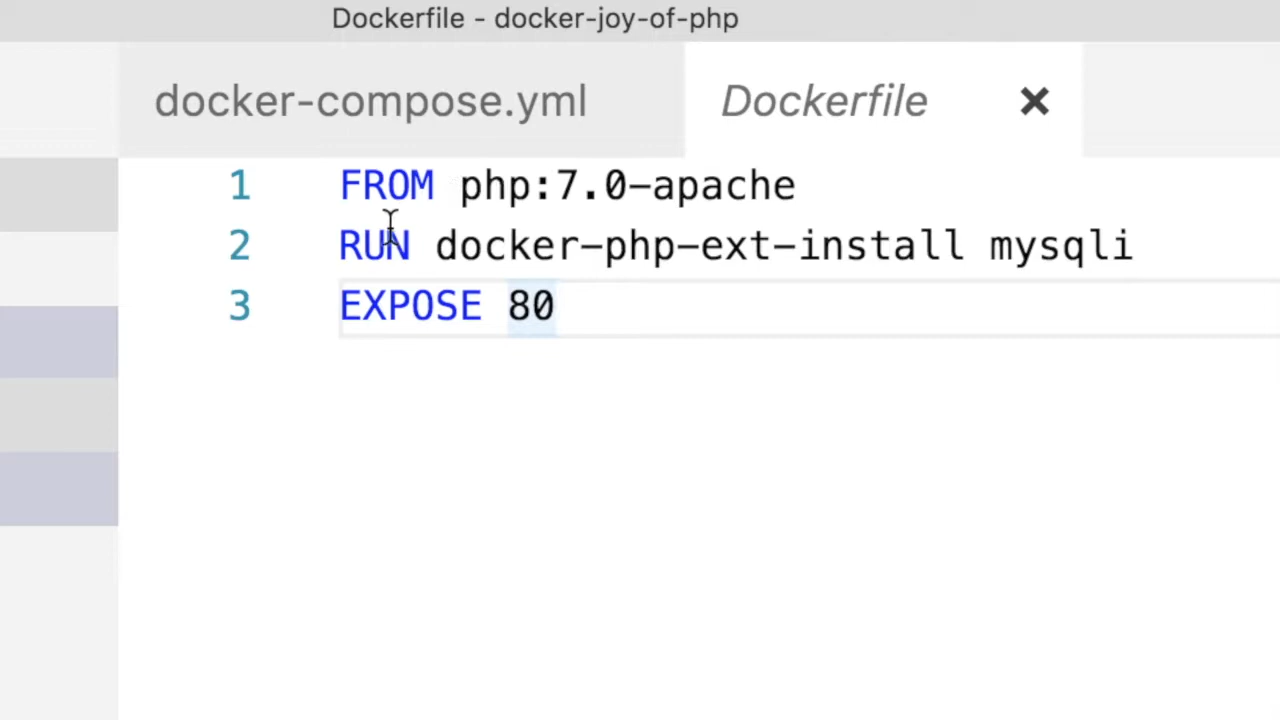 Dockerfile - docker-joy-of-php
docker-compose.yml Dockerfile ×
1 FROM php:7.0-apache
2 RUN docker-php-ext-install mysqli
3 EXPOSE 80